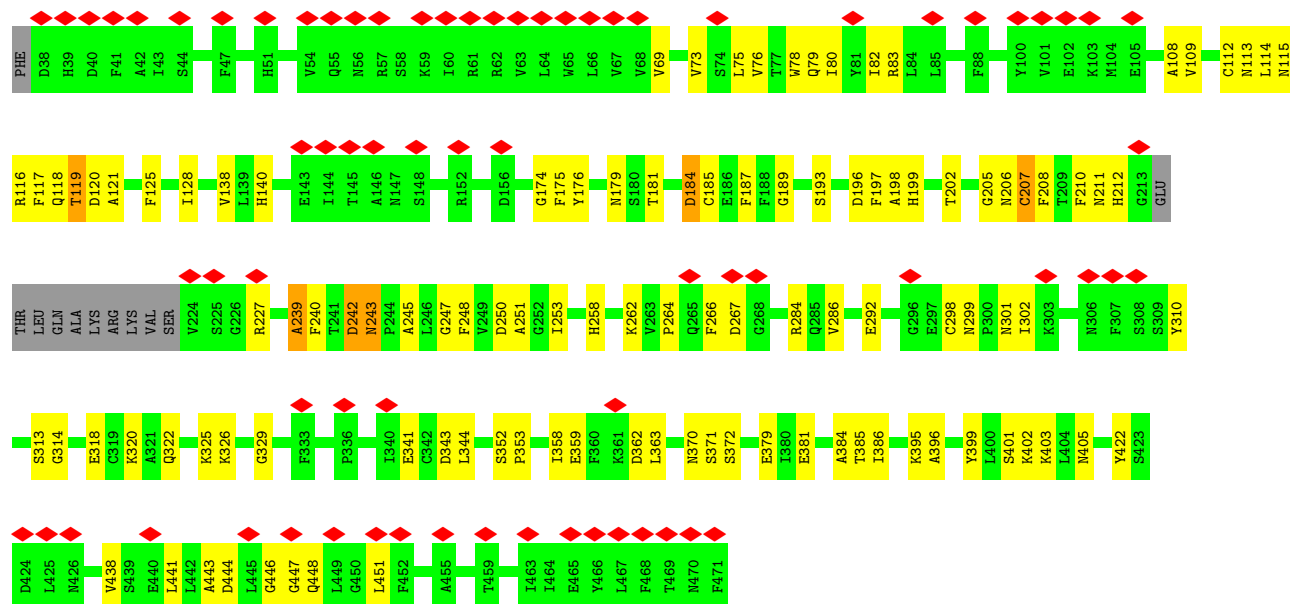 PHE D38 H39 D40 F41 A42 I43 S44 F47 H51 V54 Q55 N56 R57 S58 K59 I60 R61 R62 V63 L64 W65 L66 V67 V68 V69 V73 S74 L75 V76 T77 W78 Q79 I80 Y81 I82 R83 L84 L85 F88 Y100 V101 E102 K103 M104 E105 A108 V109 C112 N113 L114 N115
R116 F117 Q118 T119 D120 A121 F125 I128 V138 L139 H140 E143 I144 T145 A146 N147 S148 R152 D156 G174 F175 Y176 N179 S180 T181 D184 C185 E186 F187 F188 G189 S193 D196 F197 A198 H199 T202 G205 N206 C207 F208 T209 F210 N211 H212 G213 GLU
THR LEU GLN ALA LYS ARG LYS VAL SER V224 S225 G226 R227 A239 F240 T241 D242 N243 P244 A245 L246 G247 F248 V249 D250 A251 G252 I253 H258 K262 V263 P264 Q265 F266 D267 G268 R284 Q285 V286 E292 G296 E297 C298 N299 P300 N301 I302 K303 N306 F307 S308 S309 Y310
S313 G314 E318 C319 K320 A321 Q322 K325 K326 G329 F333 P336 I340 E341 C342 D343 L344 S352 P353 I358 E359 F360 K361 D362 L363 N370 S371 S372 E379 I380 E381 A384 T385 I386 K395 A396 Y399 L400 S401 K402 K403 L404 N405 Y422 S423
D424 L425 N426 V438 S439 E440 L441 L442 A443 D444 L445 G446 G447 Q448 L449 G450 L451 F452 A455 T459 I463 I464 E465 Y466 L467 F468 T469 N470 F471